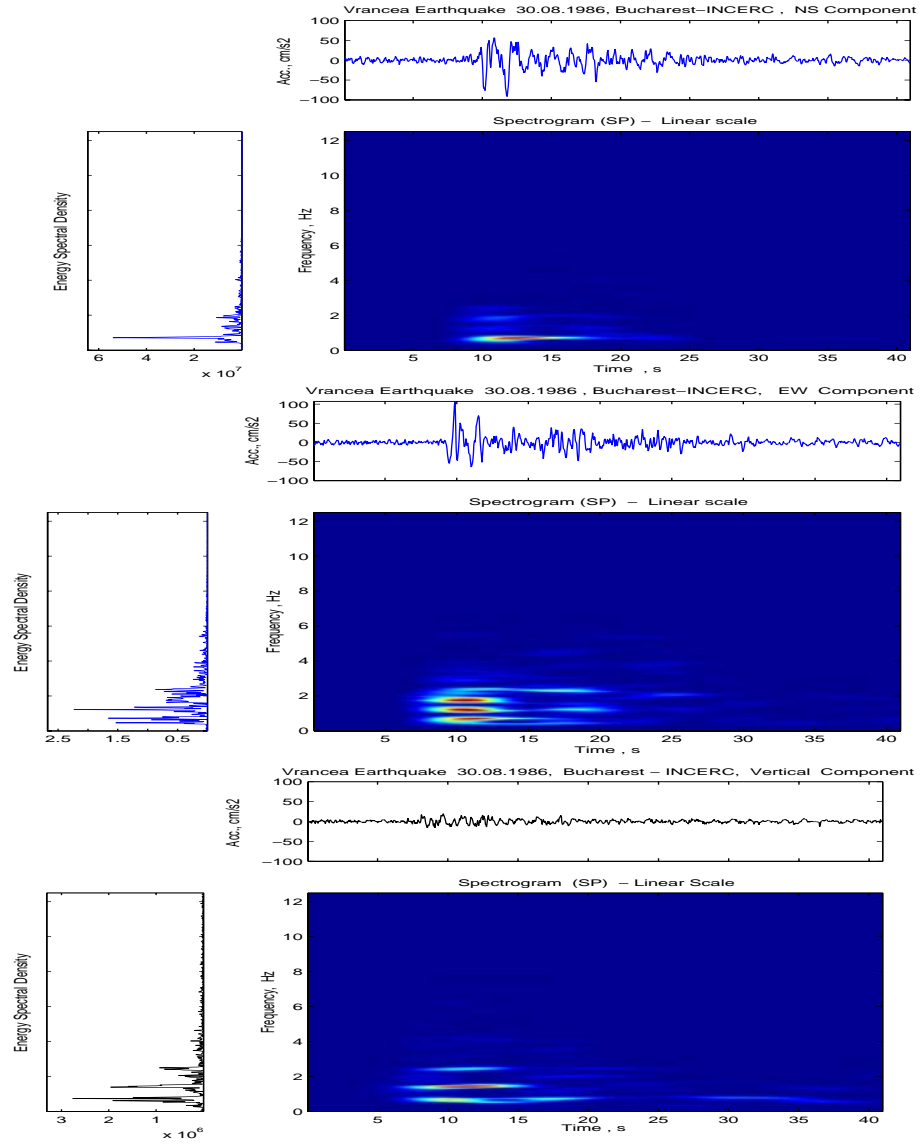 Vrancea Earthquake 30.08.1986, Bucharest−INCERC , NS Component
100
50
0
−50
−100
Acc., cm/s2
Spectrogram (SP) − Linear scale
12
10
8
6
4
2
0
Frequency , Hz
Energy Spectral Density
6 4 2
x 10^7
5 10 15 20 25 30 35 40
Time , s
Vrancea Earthquake 30.08.1986 , Bucharest−INCERC, EW Component
100
50
0
−50
−100
Acc., cm/s2
Spectrogram (SP) − Linear scale
12
10
8
6
4
2
0
Frequency , Hz
Energy Spectral Density
2.5 1.5 0.5
5 10 15 20 25 30 35 40
Time , s
Vrancea Earthquake 30.08.1986, Bucharest − INCERC, Vertical Component
100
50
0
−50
−100
Acc., cm/s2
Spectrogram (SP) − Linear Scale
12
10
8
6
4
2
0
Frequency, Hz
Energy Spectral Density
3 2 1
x 10^6
5 10 15 20 25 30 35 40
Time , s